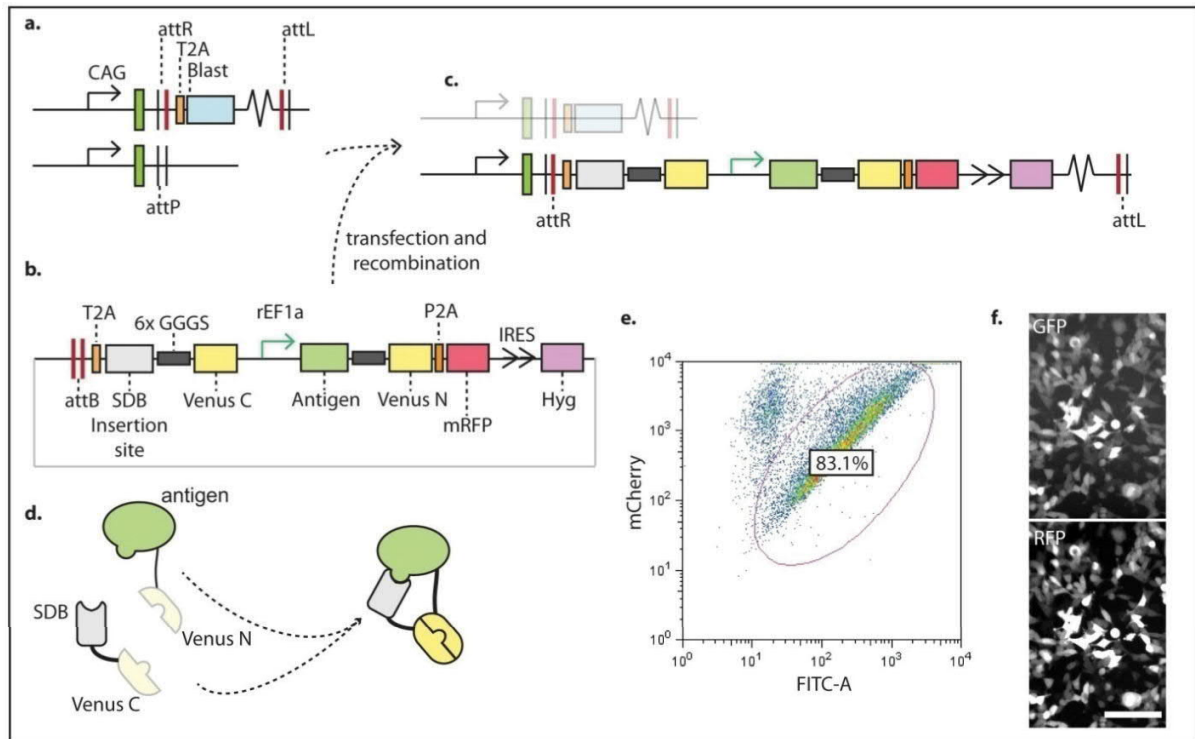 a.
attR
attL
T2A
CAG
Blast
attP
c.
attR
attL
transfection and
recombination
b.
T2A
6x GGGS
rEF1a
P2A
IRES
attB
SDB
Insertion
site
Venus C
Antigen
Venus N
mRFP
Hyg
d.
antigen
SDB
Venus N
Venus C
e.
10⁴
10³
10²
10¹
10⁰
mCherry
83.1%
10⁰
10¹
10²
10³
10⁴
FITC-A
f.
GFP
RFP